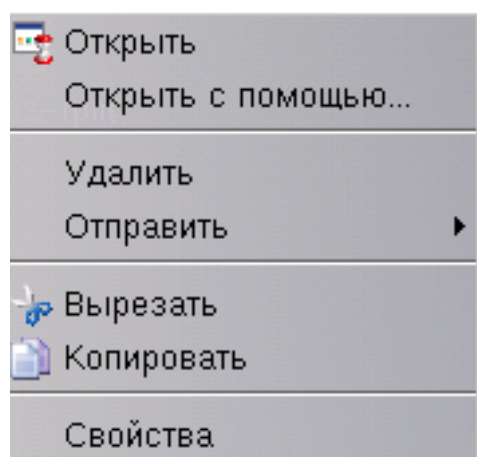 Открыть
Открыть с помощью...
Удалить
Отправить
Вырезать
Копировать
Свойства